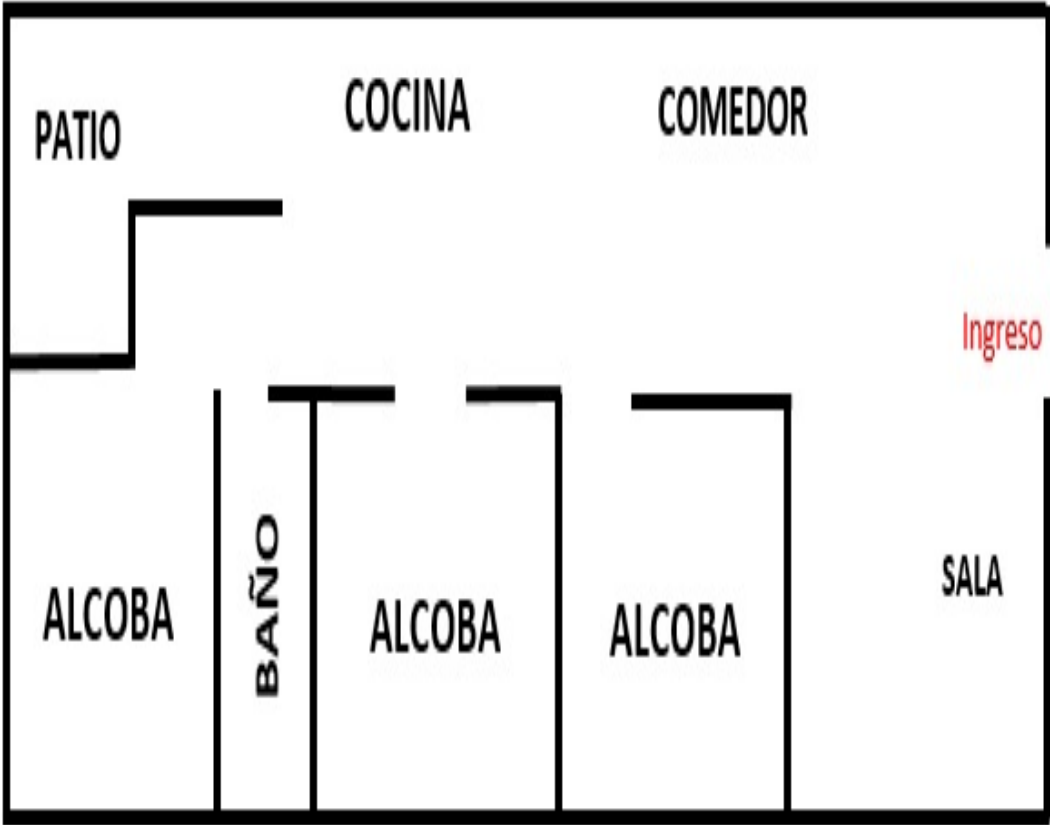 PATIO
COCINA
COMEDOR
Ingreso
ALCOBA
BAÑO
ALCOBA
ALCOBA
SALA